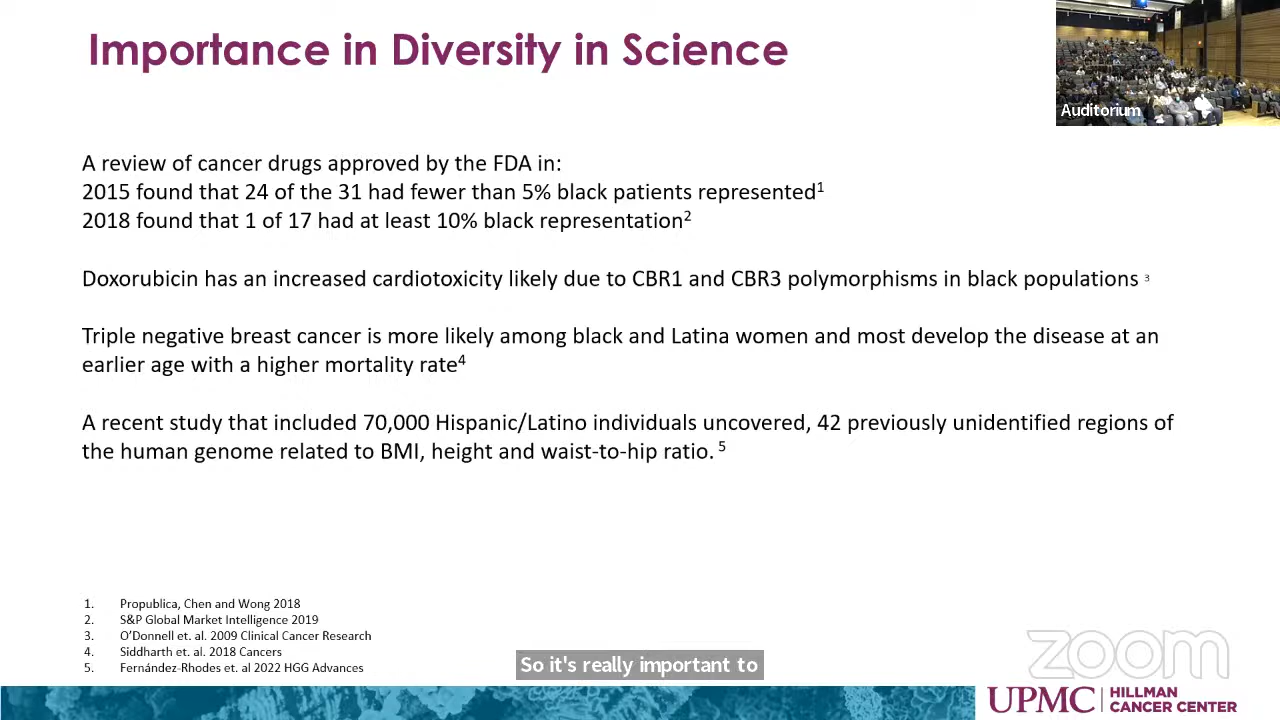 Importance in Diversity in Science
Auditorium
A review of cancer drugs approved by the FDA in:
2015 found that 24 of the 31 had fewer than 5% black patients represented1
2018 found that 1 of 17 had at least 10% black representation2
Doxorubicin has an increased cardiotoxicity likely due to CBR1 and CBR3 polymorphisms in black populations 3
Triple negative breast cancer is more likely among black and Latina women and most develop the disease at an
earlier age with a higher mortality rate4
A recent study that included 70,000 Hispanic/Latino individuals uncovered, 42 previously unidentified regions of
the human genome related to BMI, height and waist-to-hip ratio. 5
1. Propublica, Chen and Wong 2018
2. S&P Global Market Intelligence 2019
3. O'Donnell et. al. 2009 Clinical Cancer Research
4. Siddharth et. al. 2018 Cancers
5. Fernández-Rhodes et. al 2022 HGG Advances
So it's really important to
zoom
UPMC | HILLMAN
CANCER CENTER